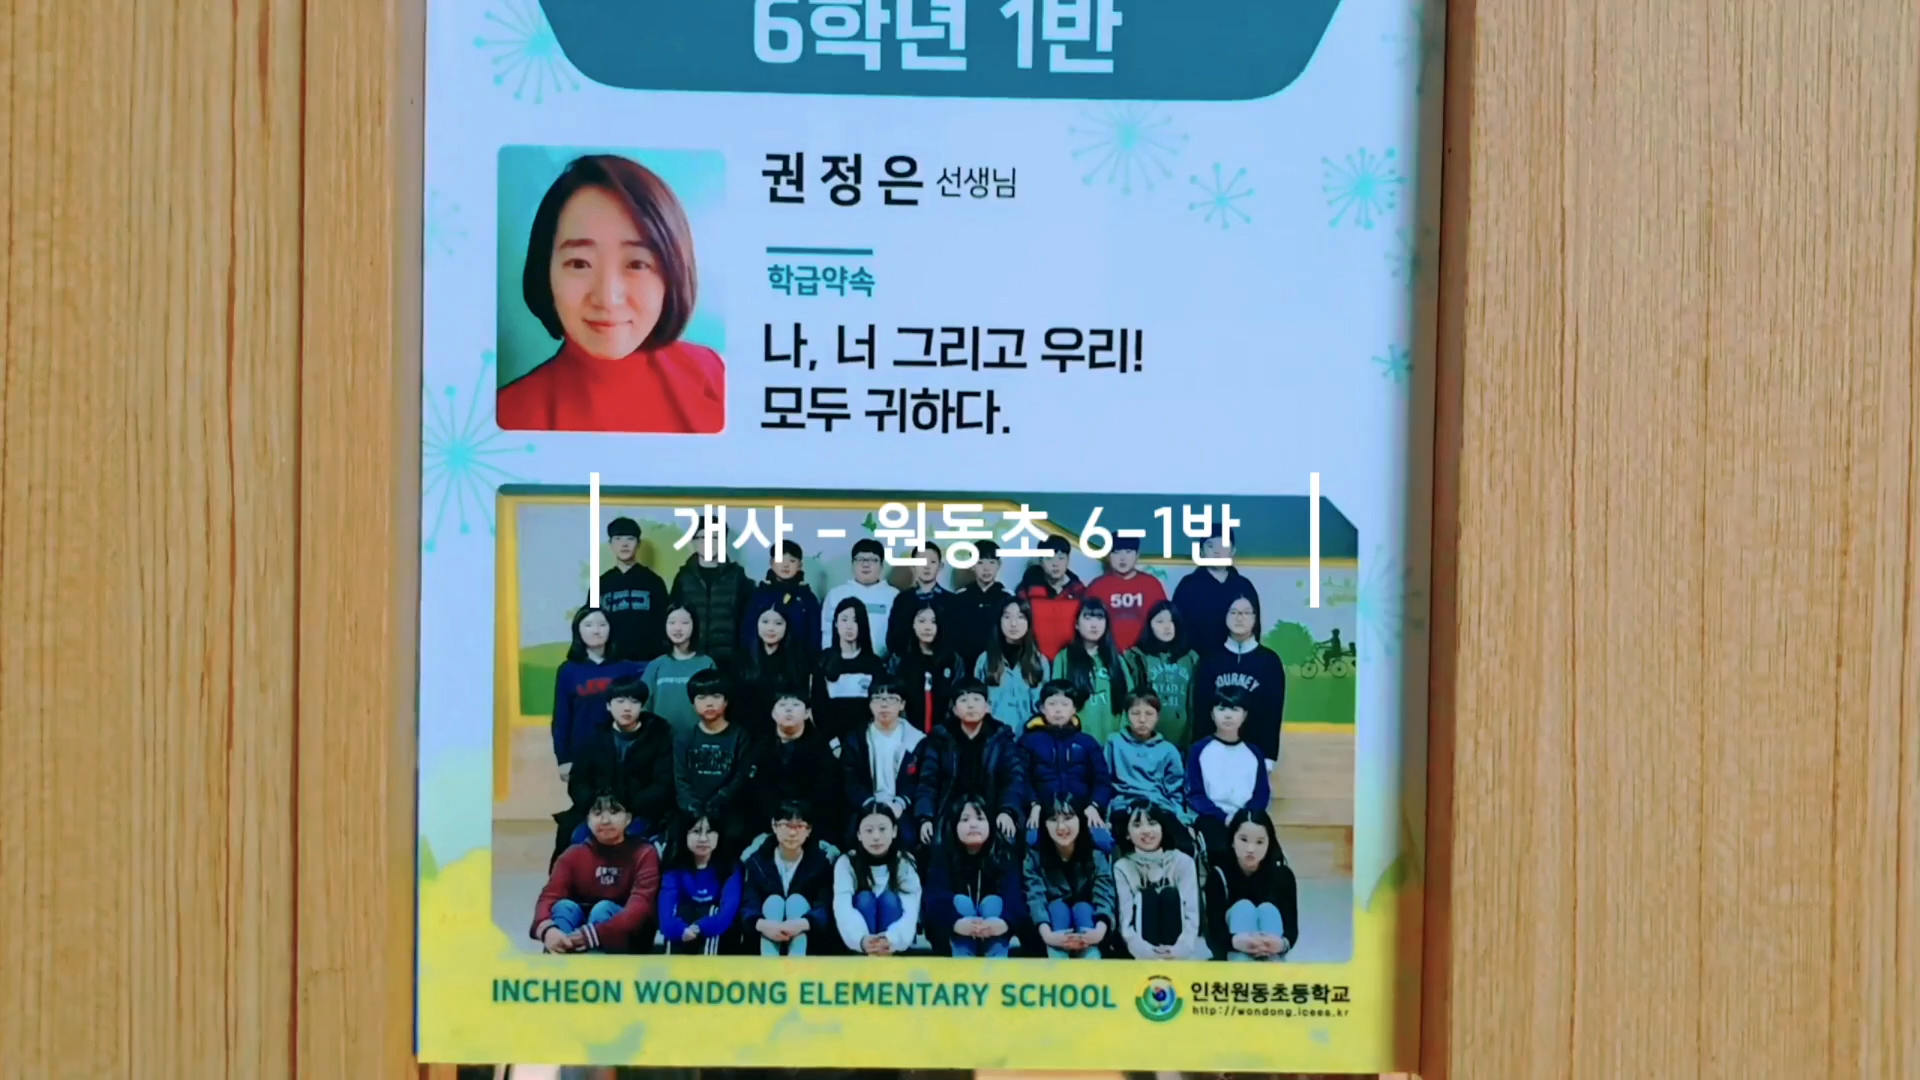 6학년 1반
권정은 선생님
학급약속
나, 너 그리고 우리!
모두 귀하다.
개사 - 원동초 6-1반
501
JOURNEY
INCHEON WONDONG ELEMENTARY SCHOOL
인천원동초등학교